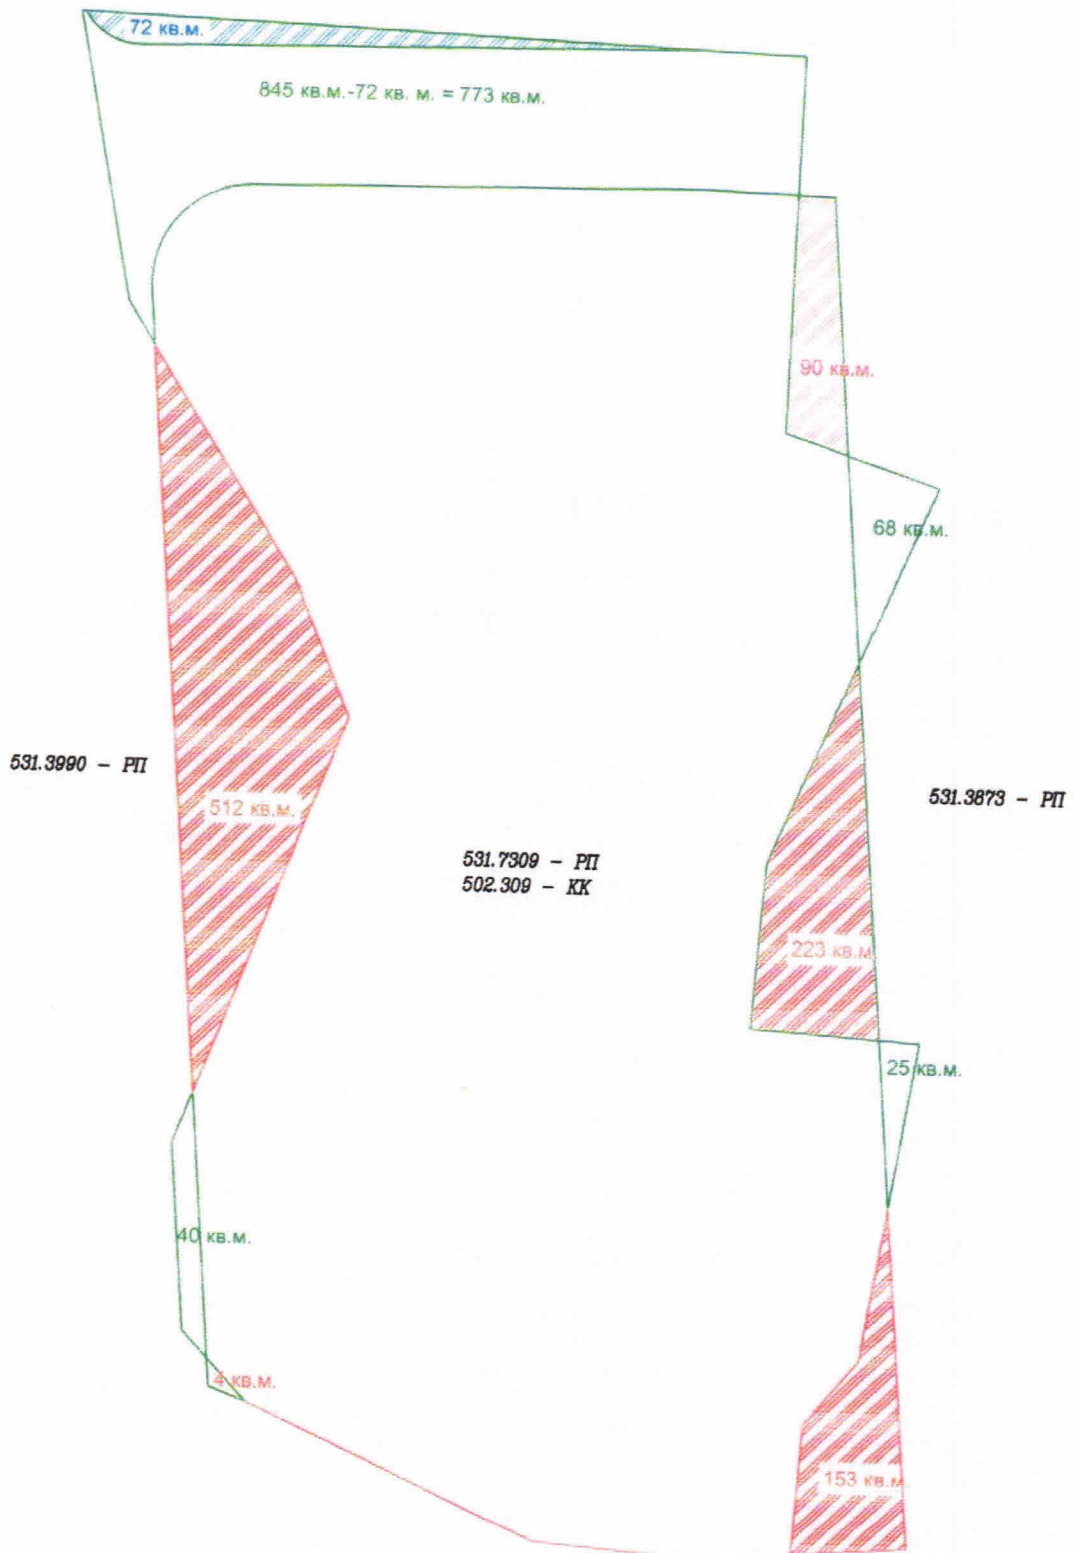 72 кв.м.
845 кв.м.-72 кв. м. = 773 кв.м.
90 кв.м.
68 кв.м.
531.3990 - РП
512 кв.м.
531.3873 - РП
531.7309 - РП
502.309 - КК
223 кв.м
25 кв.м.
40 кв.м.
4 кв.м.
153 кв.м